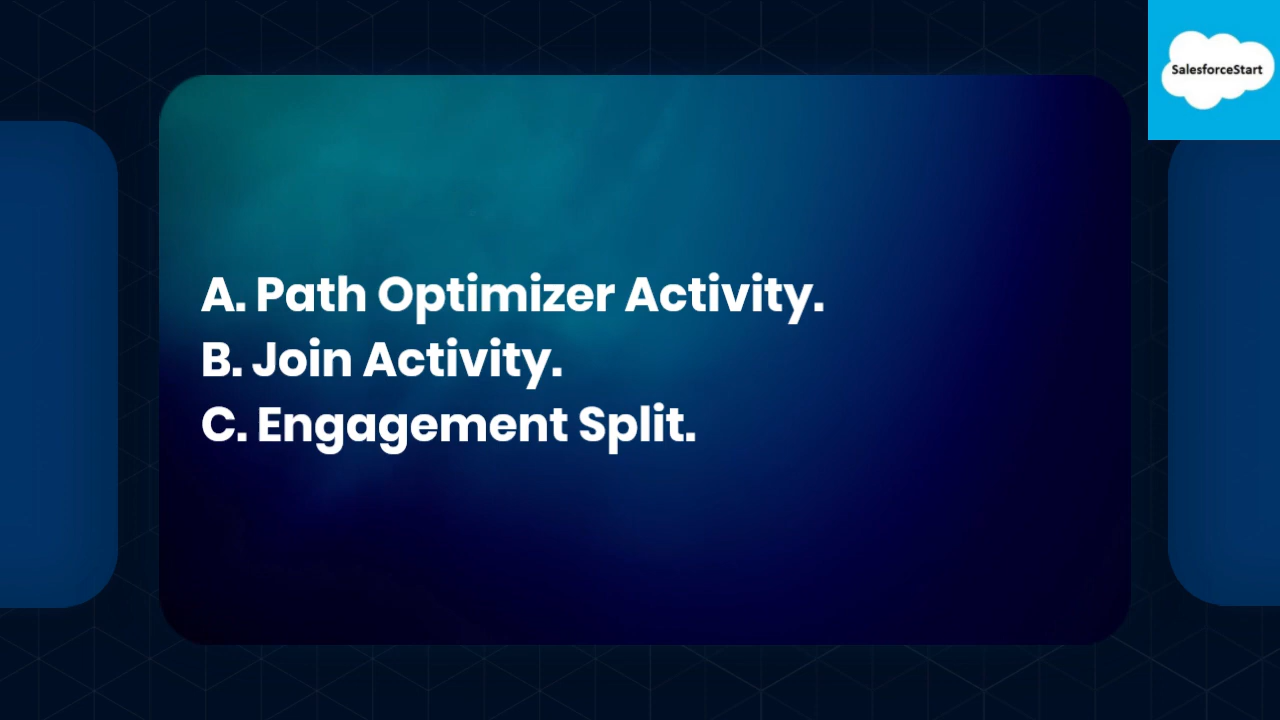 SalesforceStart
A. Path Optimizer Activity.
B. Join Activity.
C. Engagement Split.